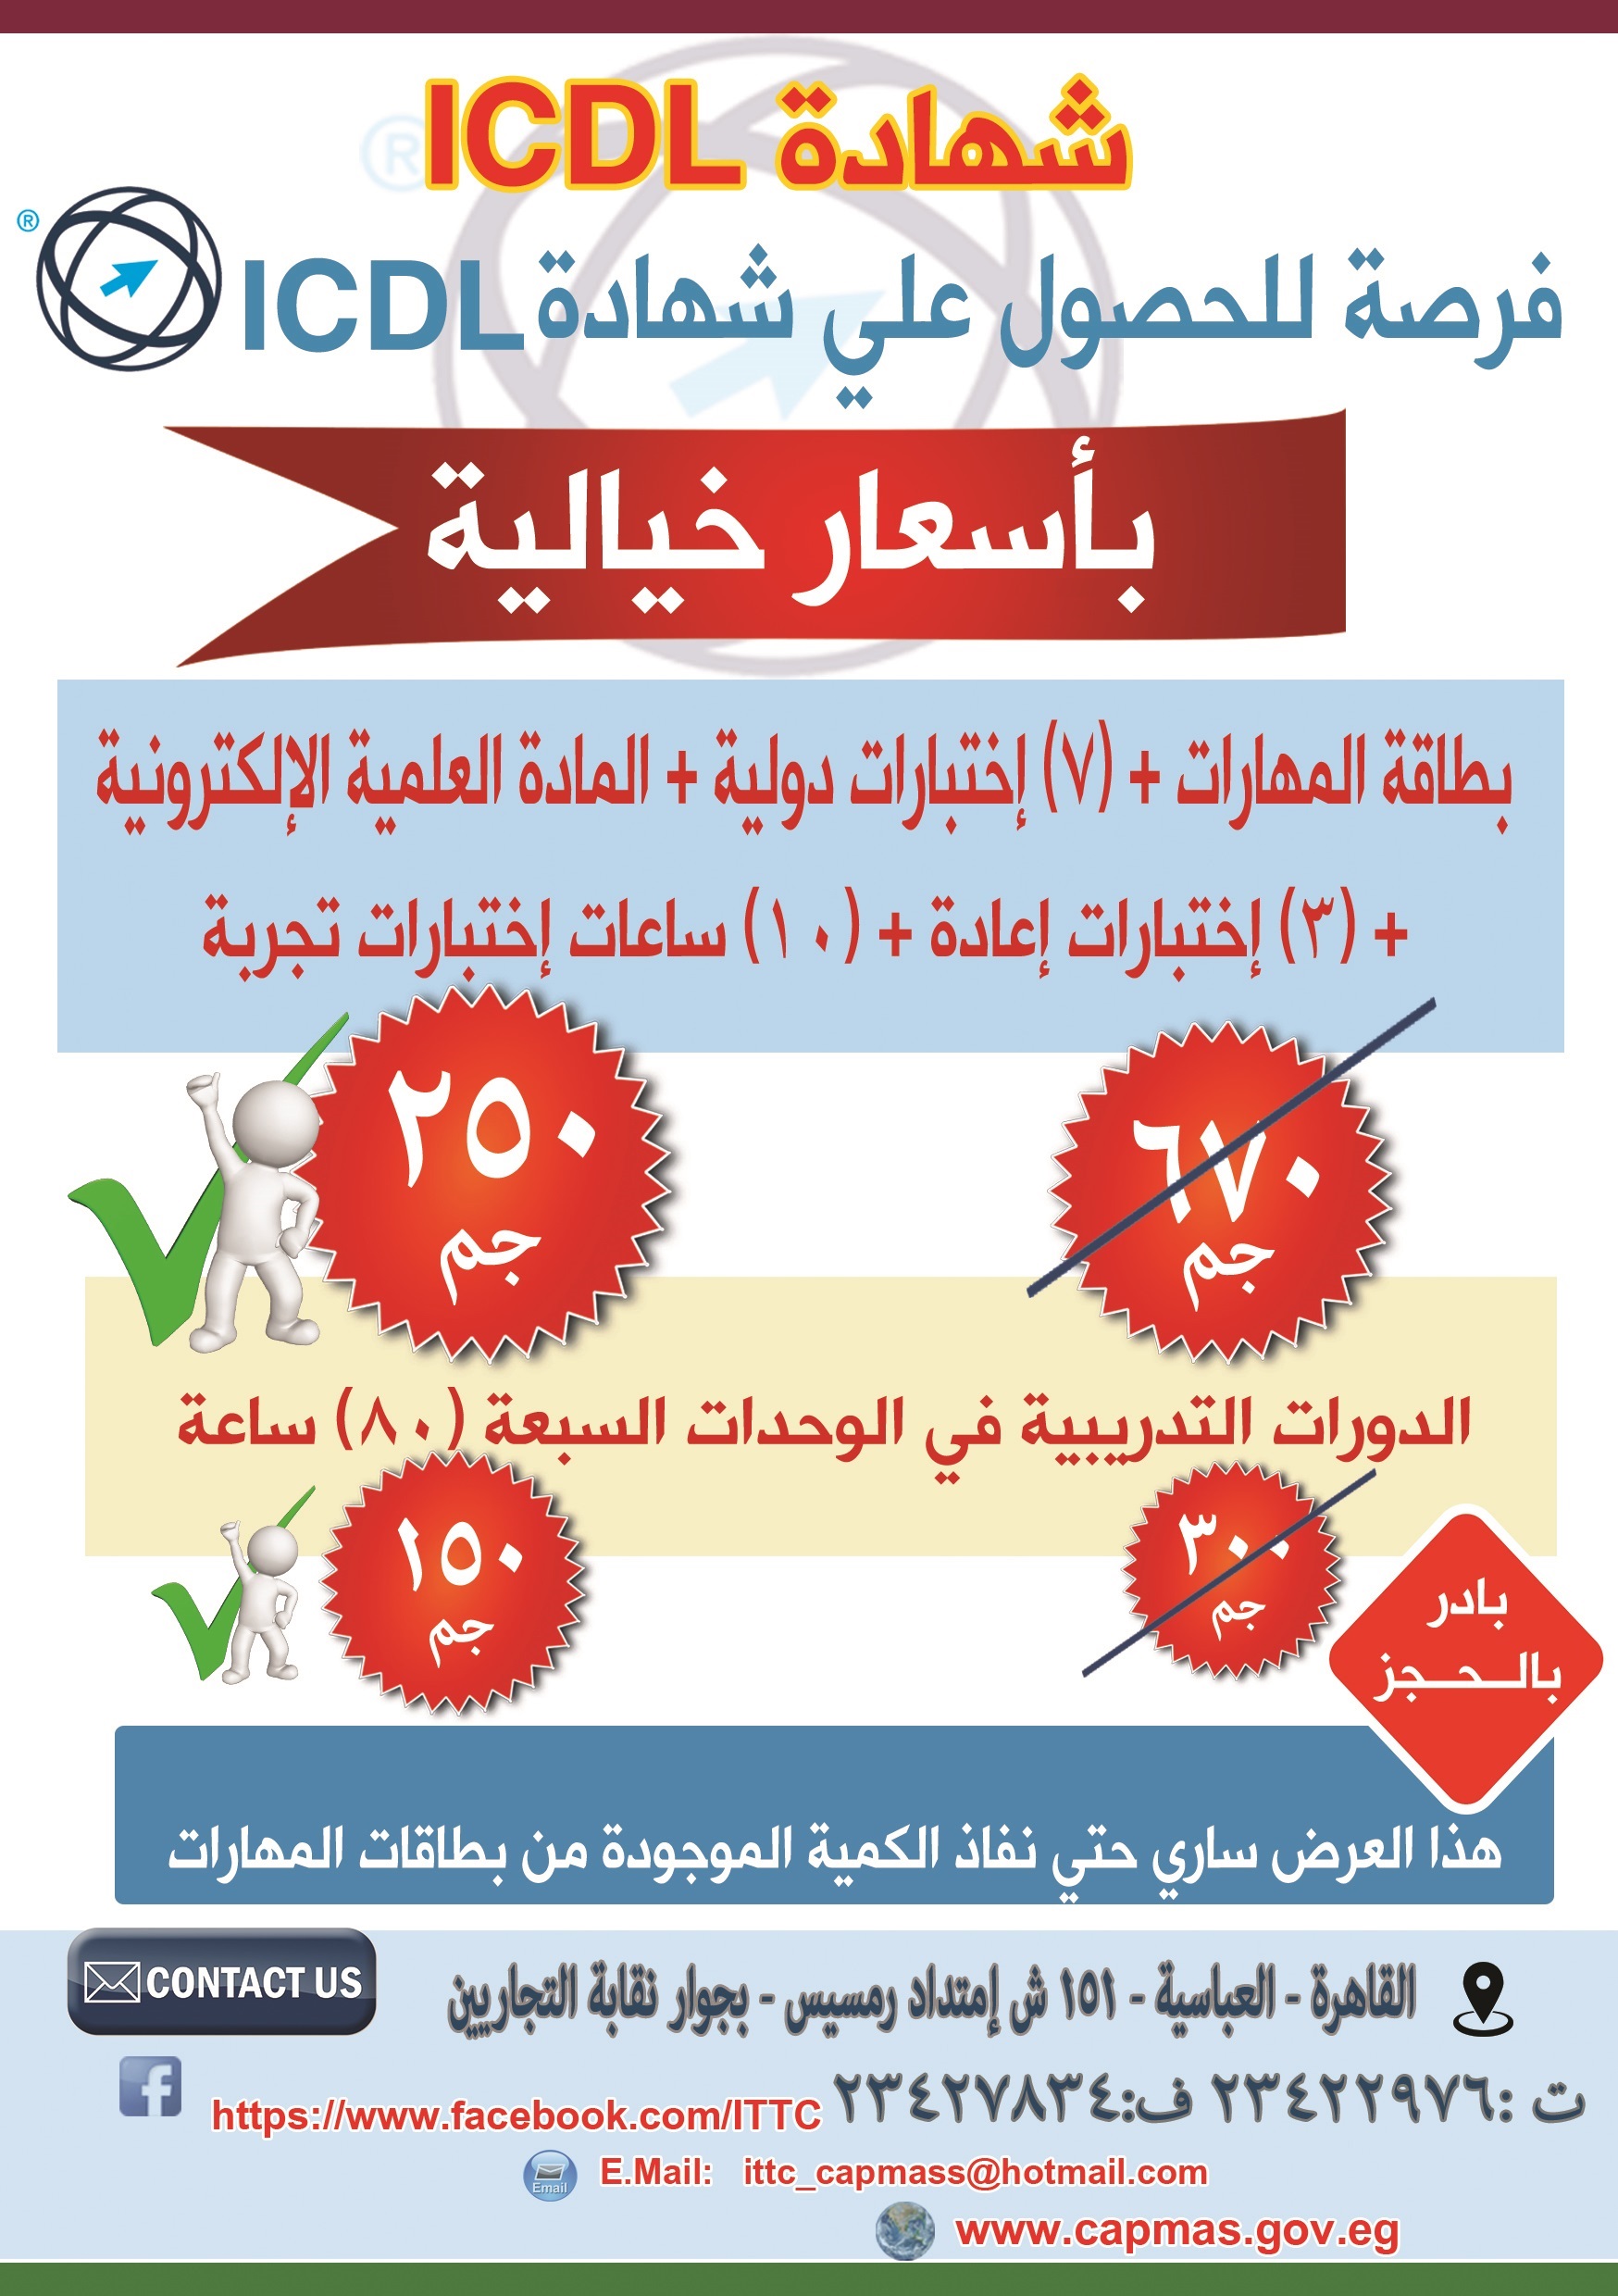 شهادة ICDL
®
®
فرصة للحصول علي شهادة ICDL
بأسعار خيالية
بطاقة المهارات + (٧) إختبارات دولية + المادة العلمية الإلكترونية
+ (٣) إختبارات إعادة + (١٠) ساعات إختبارات تجربة
٦٧٠
جم
٢٥٠
جم
الدورات التدريبية في الوحدات السبعة (٨٠) ساعة
٣٠٠
جم
١٥٠
جم
بادر
بالـحـجز
هذا العرض ساري حتي نفاذ الكمية الموجودة من بطاقات المهارات
القاهرة - العباسية - ١٥١ ش إمتداد رمسيس - بجوار نقابة التجاريين
CONTACT US
ت :٢٣٤٢٢٩٧٦ ف:٢٣٤٢٧٨٣٤
https://www.facebook.com/ITTC
Email
E.Mail: ittc_capmass@hotmail.com
www.capmas.gov.eg